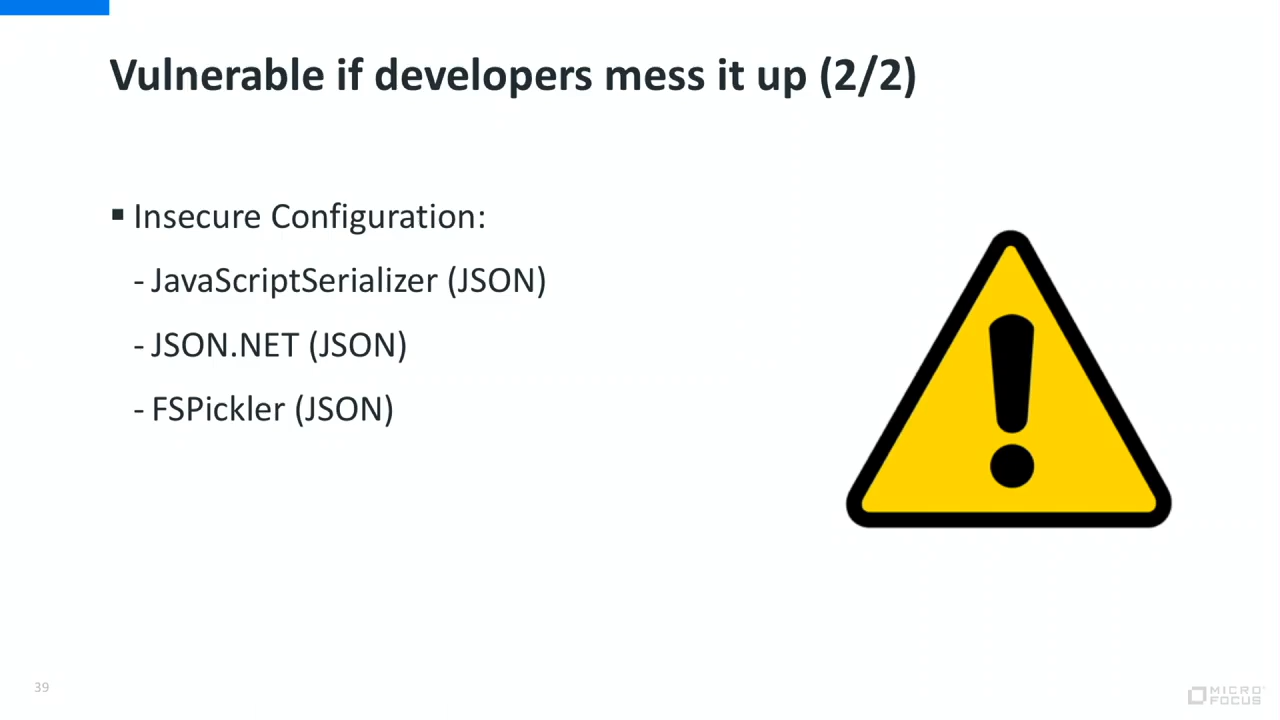 Vulnerable if developers mess it up (2/2)
▪ Insecure Configuration:
- JavaScriptSerializer (JSON)
- JSON.NET (JSON)
- FSPickler (JSON)
39
MICRO
FOCUS